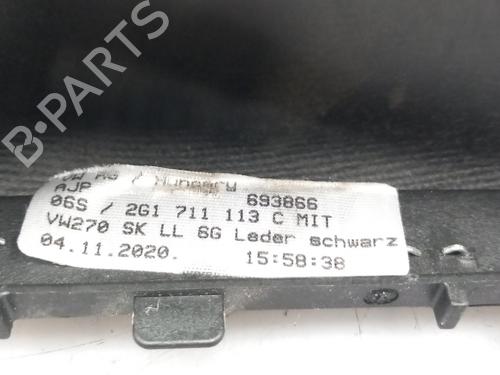 / Hungary
AJP 693866
06S / 2G1 711 113 C MIT
VW270 SK LL 6G Leder schwarz
04.11.2020. 15:58:38
B-PARTS